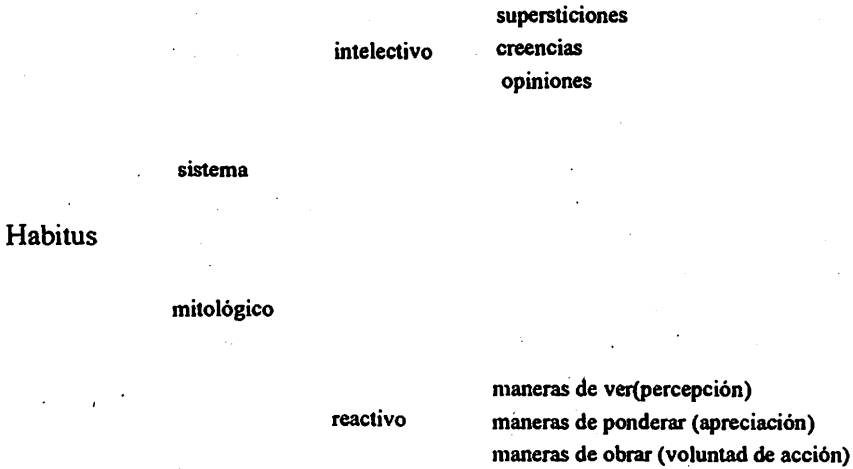 supersticiones
intelectivo creencias
opiniones
sistema
Habitus
mitológico
maneras de ver(percepción)
reactivo maneras de ponderar (apreciación)
maneras de obrar (voluntad de acción)